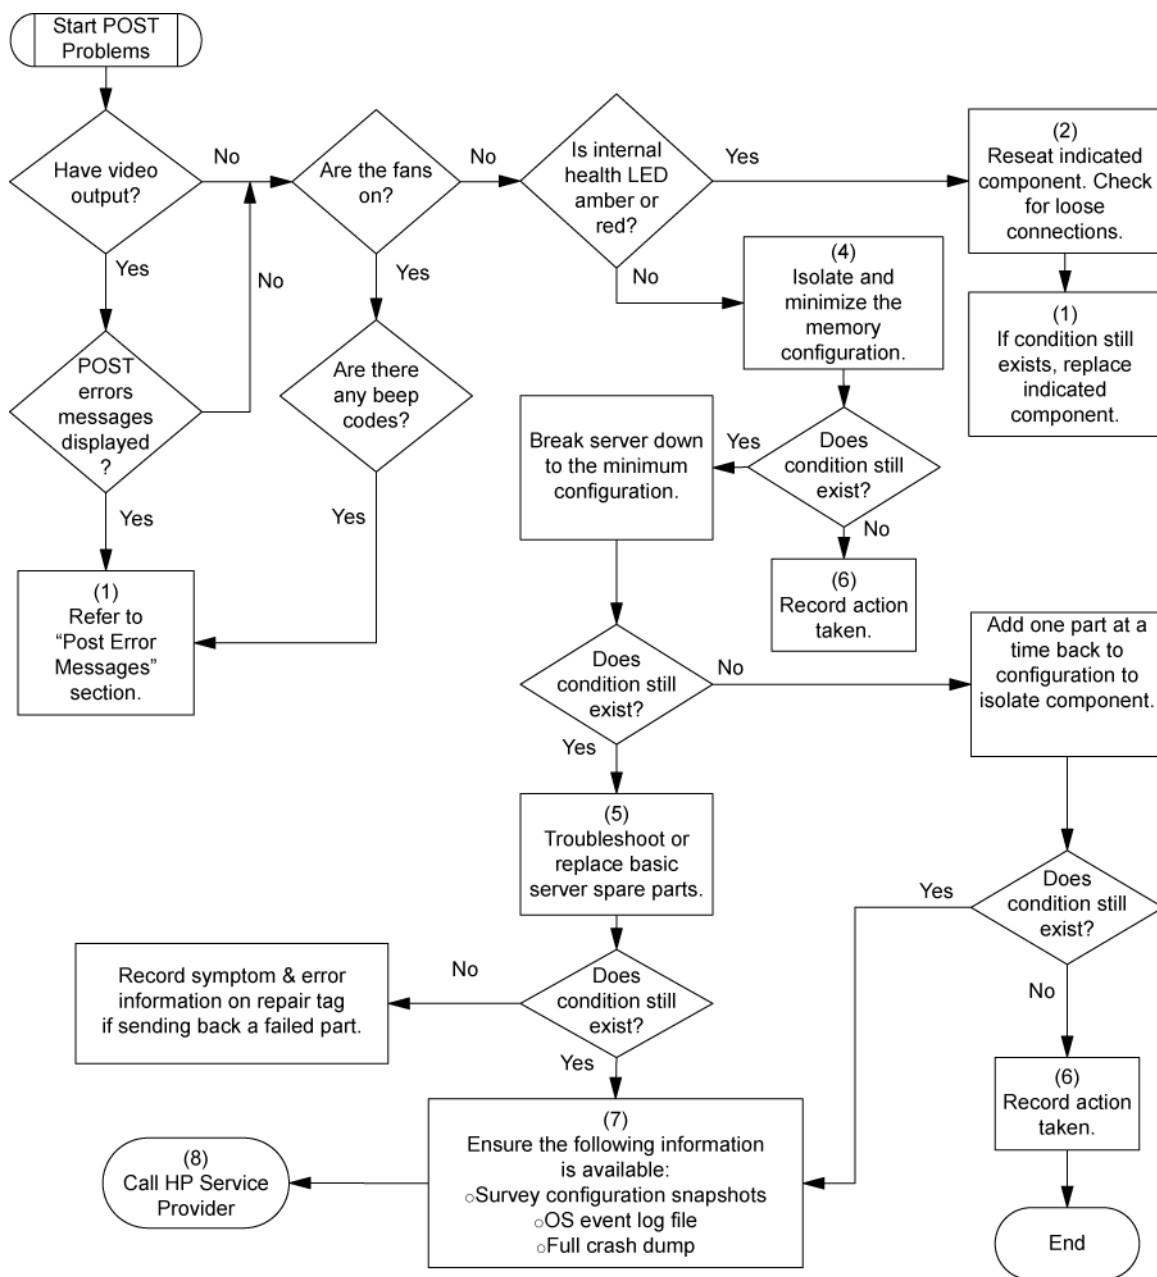 Start POST
Problems
Have video
output?
No
Are the fans
on?
No
Is internal
health LED
amber or
red?
Yes
(2)
Reseat indicated
component. Check
for loose
connections.
Yes
No
Yes
No
(4)
Isolate and
minimize the
memory
configuration.
(1)
If condition still
exists, replace
indicated
component.
POST
errors
messages
displayed
?
Are there
any beep
codes?
Break server down
to the minimum
configuration.
Yes
Does
condition still
exist?
Yes
Yes
No
(1)
Refer to
“Post Error
Messages”
section.
(6)
Record action
taken.
Does
condition still
exist?
No
Add one part at a
time back to
configuration to
isolate component.
Yes
(5)
Troubleshoot or
replace basic
server spare parts.
Yes
Does
condition still
exist?
Record symptom & error
information on repair tag
if sending back a failed part.
No
Does
condition still
exist?
No
Yes
(7)
Ensure the following information
is available:
○Survey configuration snapshots
○OS event log file
○Full crash dump
(8)
Call HP Service
Provider
(6)
Record action
taken.
End